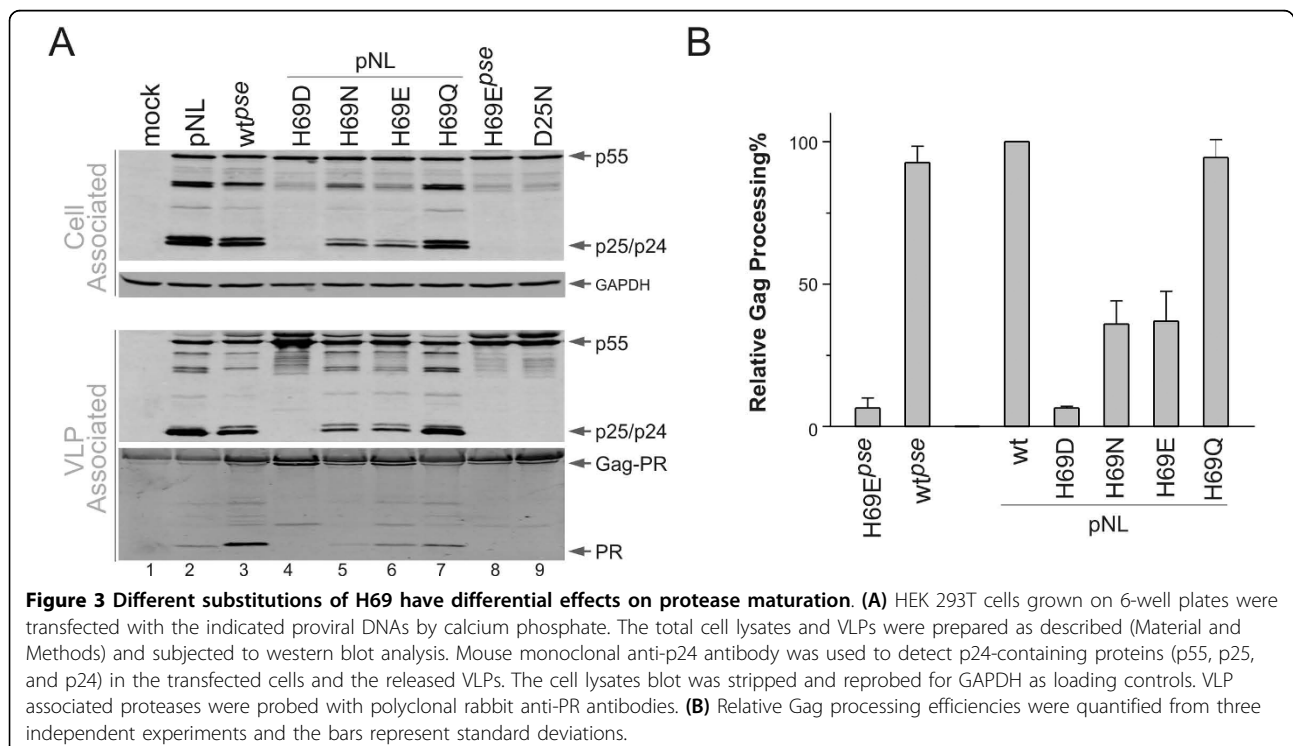 A
pNL
mock
pNL
wtpse
H69D
H69N
H69E
H69Q
H69Epse
D25N
Cell
Associated
p55
p25/p24
GAPDH
VLP
Associated
p55
p25/p24
Gag-PR
PR
1 2 3 4 5 6 7 8 9
B
Relative Gag Processing%
100
50
0
H69Epse
wtpse
wt
H69D
H69N
H69E
H69Q
pNL
Figure 3 Different substitutions of H69 have differential effects on protease maturation. (A) HEK 293T cells grown on 6-well plates were
transfected with the indicated proviral DNAs by calcium phosphate. The total cell lysates and VLPs were prepared as described (Material and
Methods) and subjected to western blot analysis. Mouse monoclonal anti-p24 antibody was used to detect p24-containing proteins (p55, p25,
and p24) in the transfected cells and the released VLPs. The cell lysates blot was stripped and reprobed for GAPDH as loading controls. VLP
associated proteases were probed with polyclonal rabbit anti-PR antibodies. (B) Relative Gag processing efficiencies were quantified from three
independent experiments and the bars represent standard deviations.